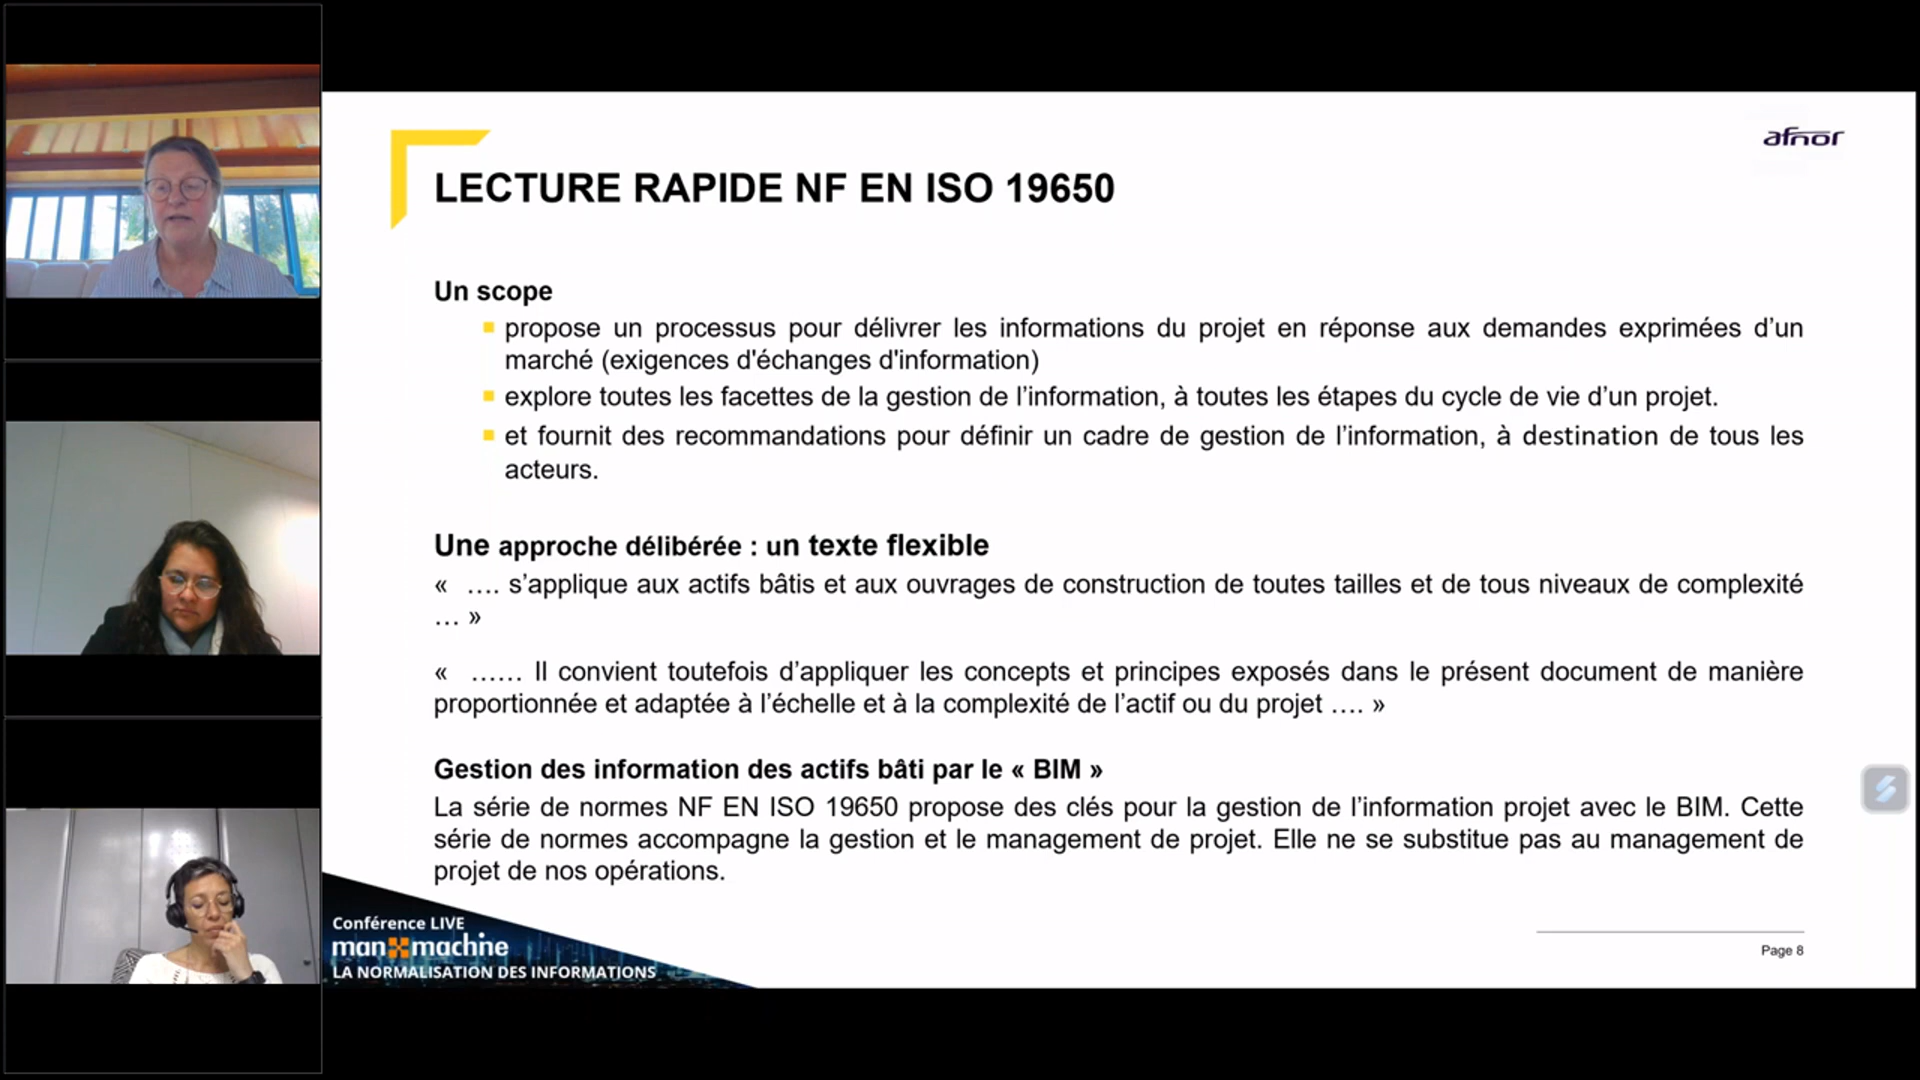 afnor
LECTURE RAPIDE NF EN ISO 19650
Un scope
propose un processus pour délivrer les informations du projet en réponse aux demandes exprimées d’un
marché (exigences d'échanges d'information)
explore toutes les facettes de la gestion de l’information, à toutes les étapes du cycle de vie d’un projet.
et fournit des recommandations pour définir un cadre de gestion de l’information, à destination de tous les
acteurs.
Une approche délibérée : un texte flexible
« …. s’applique aux actifs bâtis et aux ouvrages de construction de toutes tailles et de tous niveaux de complexité
… »
« …… Il convient toutefois d’appliquer les concepts et principes exposés dans le présent document de manière
proportionnée et adaptée à l’échelle et à la complexité de l’actif ou du projet …. »
Gestion des information des actifs bâti par le « BIM »
La série de normes NF EN ISO 19650 propose des clés pour la gestion de l’information projet avec le BIM. Cette
série de normes accompagne la gestion et le management de projet. Elle ne se substitue pas au management de
projet de nos opérations.
Conférence LIVE
man machine
LA NORMALISATION DES INFORMATIONS
Page 8